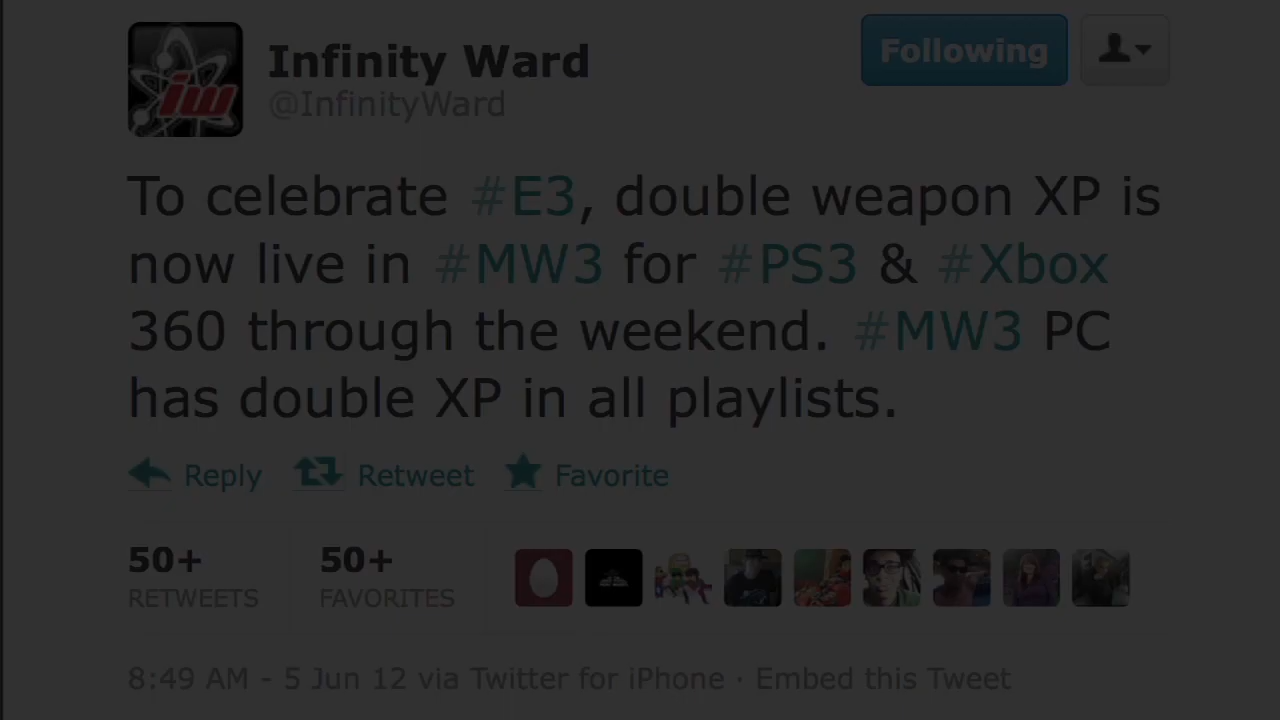 iw
Infinity Ward
@InfinityWard
Following
To celebrate #E3, double weapon XP is
now live in #MW3 for #PS3 & #Xbox
360 through the weekend. #MW3 PC
has double XP in all playlists.
Reply Retweet Favorite
50+ 50+
RETWEETS FAVORITES
8:49 AM - 5 Jun 12 via Twitter for iPhone · Embed this Tweet